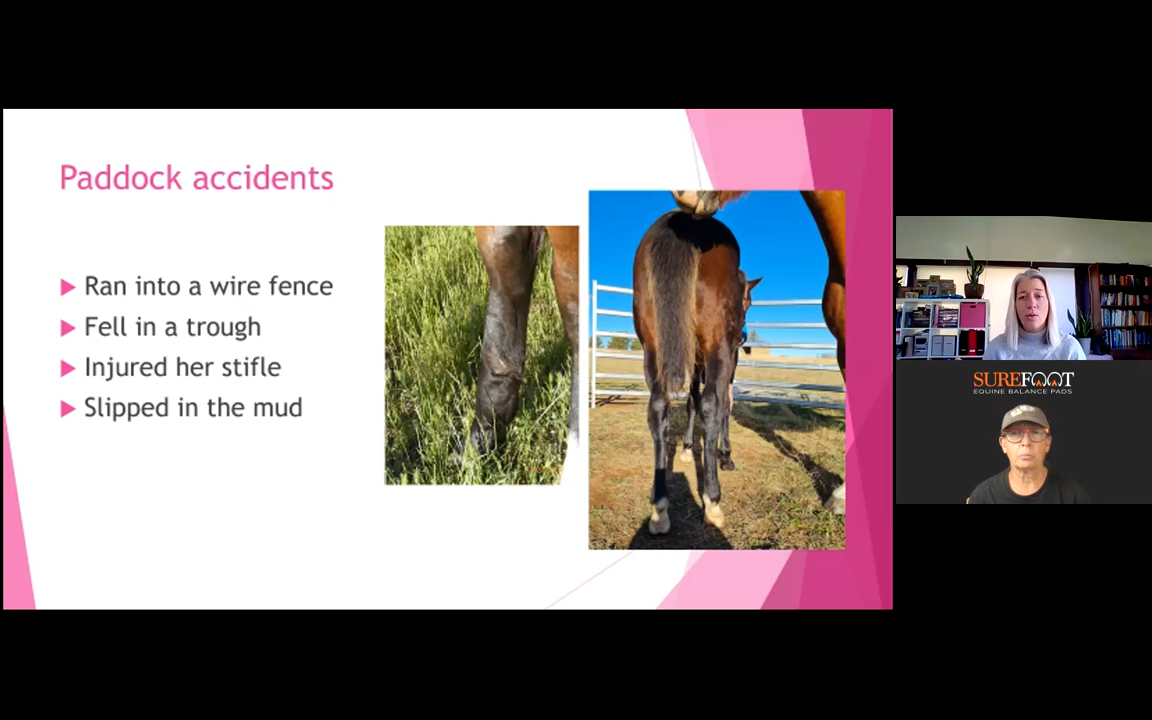 Paddock accidents
Ran into a wire fence
Fell in a trough
Injured her stifle
Slipped in the mud
SUREFOOT
EQUINE BALANCE PADS